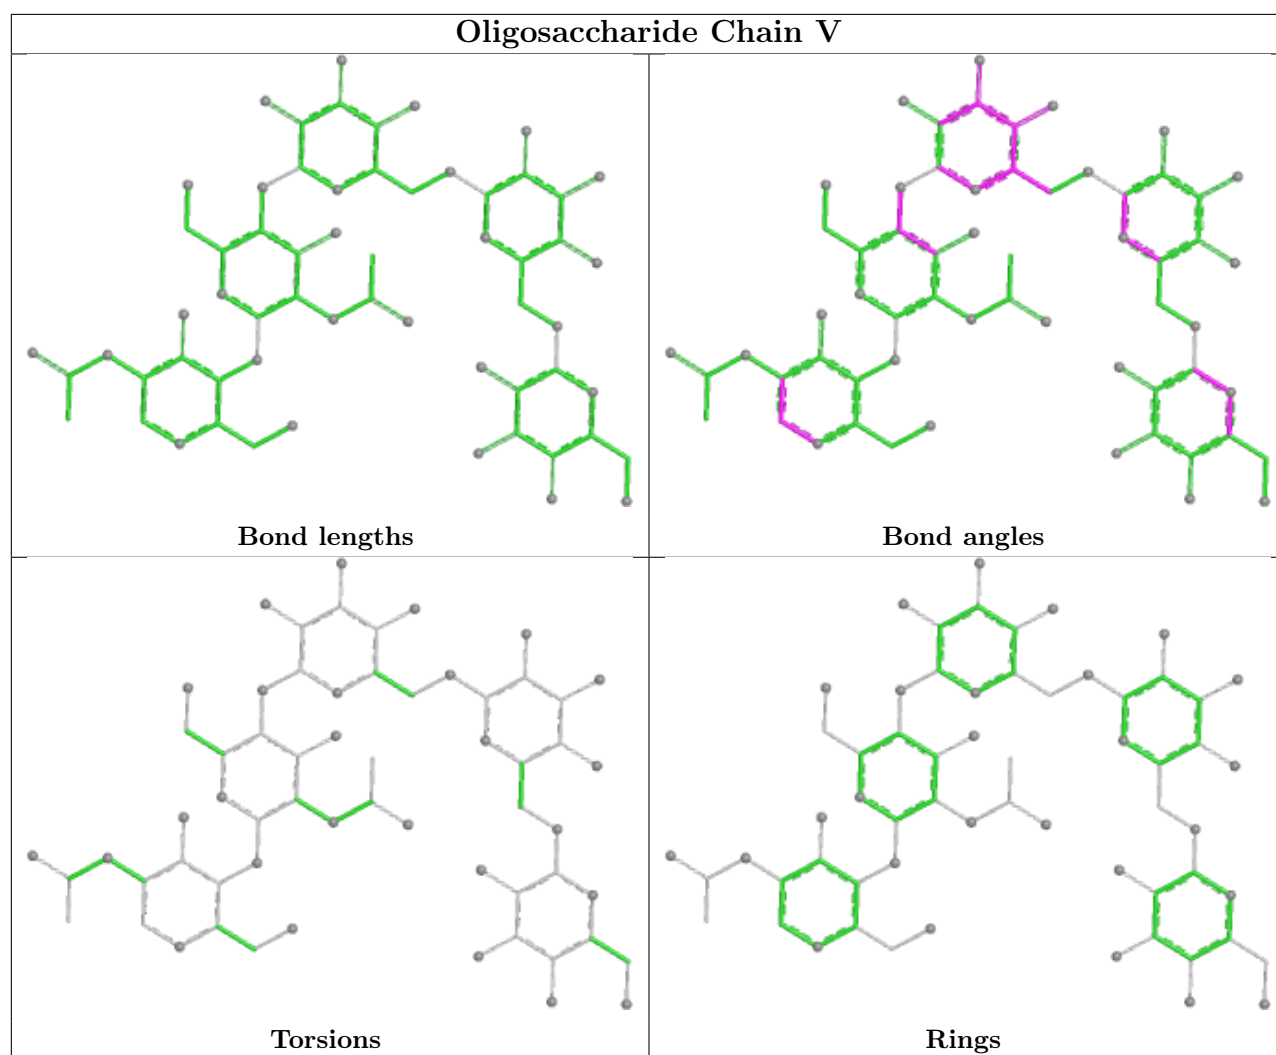 Oligosaccharide Chain V
Bond lengths
Bond angles
Torsions
Rings